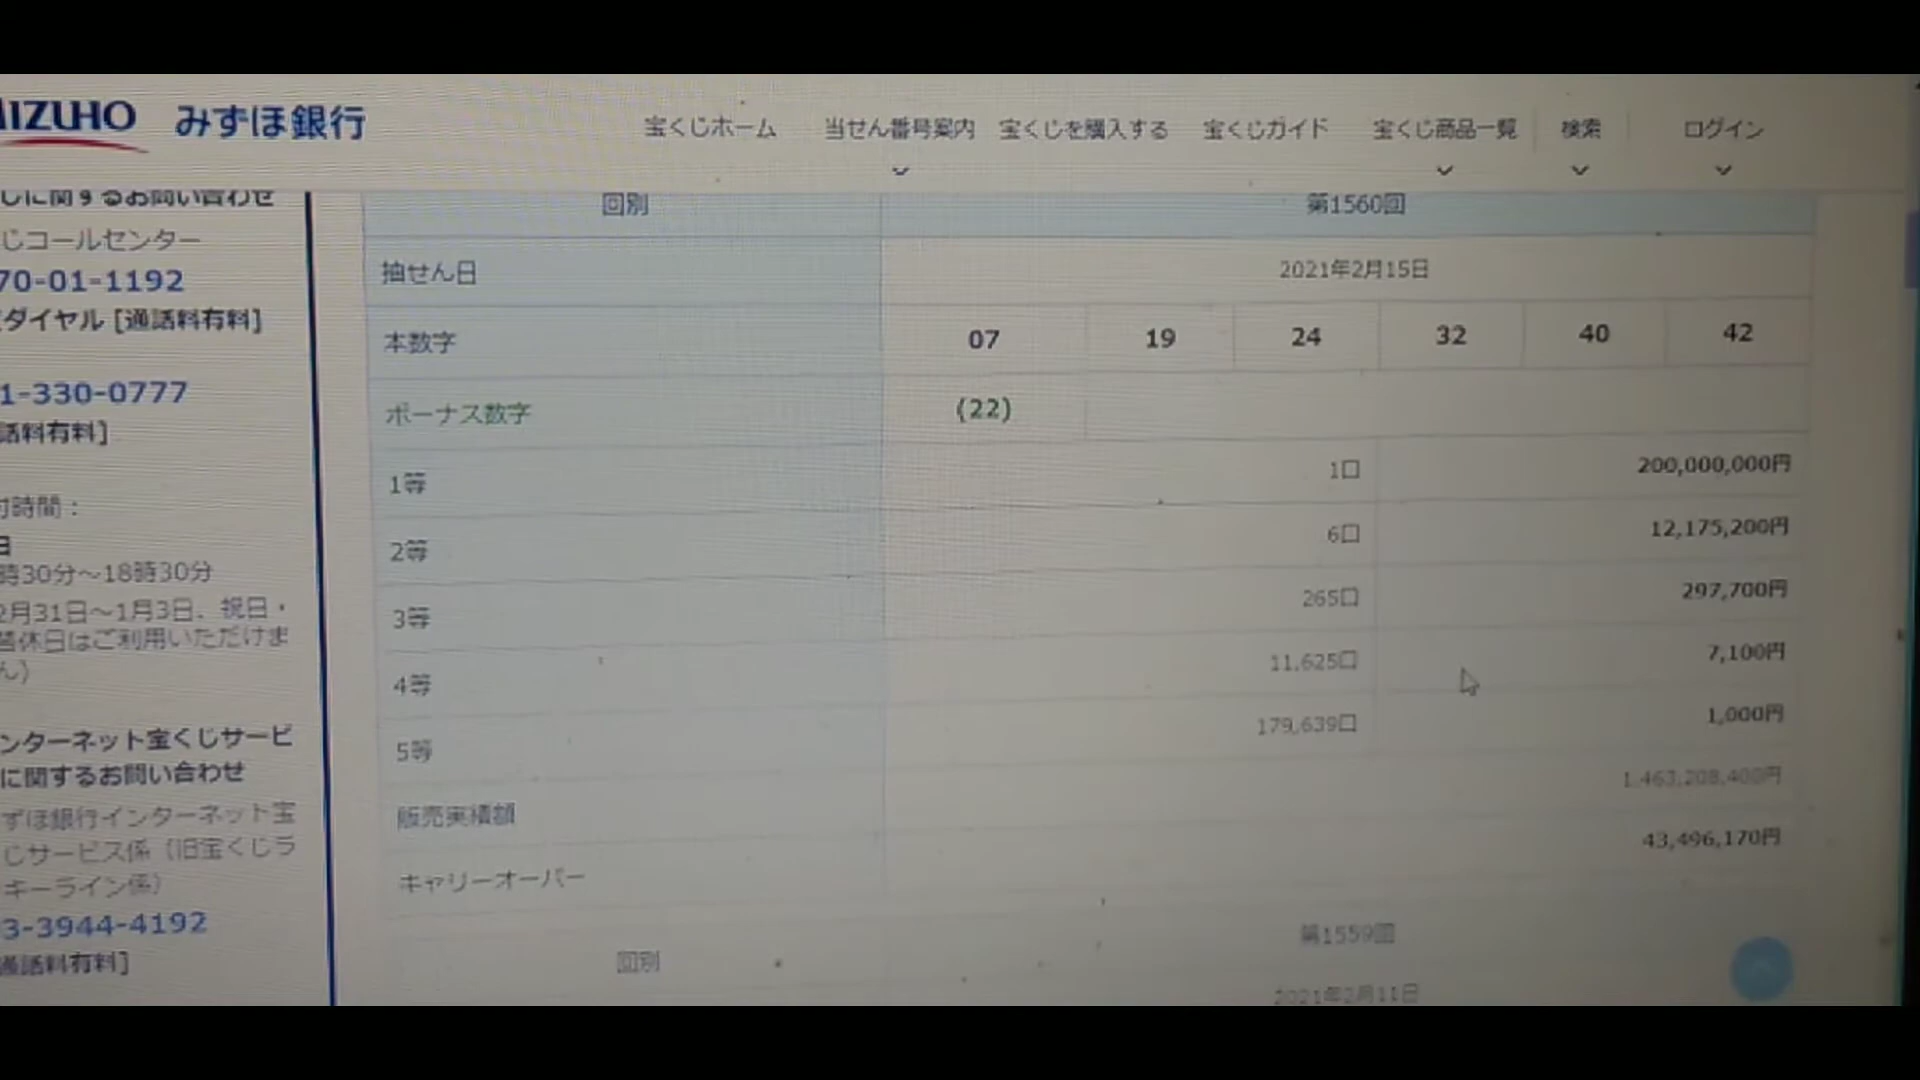 MIZUHO みずほ銀行
宝くじホーム 当せん番号案内 宝くじを購入する 宝くじガイド 宝くじ商品一覧 検索 ログイン
じに関するお問い合わせ
じコールセンター
70-01-1192
ダイヤル [通話料有料]
1-330-0777
話料有料]
付時間：
日
時30分～18時30分
2月31日～1月3日、祝日・
替休日はご利用いただけま
ん）
ンターネット宝くじサービ
に関するお問い合わせ
ずほ銀行インターネット宝
じサービス係（旧宝くじラ
キーライン係）
3-3944-4192
通話料有料]
回別 第1560回
抽せん日 2021年2月15日
本数字 07 19 24 32 40 42
ボーナス数字 (22)
1等 1口 200,000,000円
2等 6口 12,175,200円
3等 265口 297,700円
4等 11,625口 7,100円
5等 179,639口 1,000円
販売実績額 1,463,208,400円
キャリーオーバー 43,496,170円
回別 第1559回
2021年2月11日